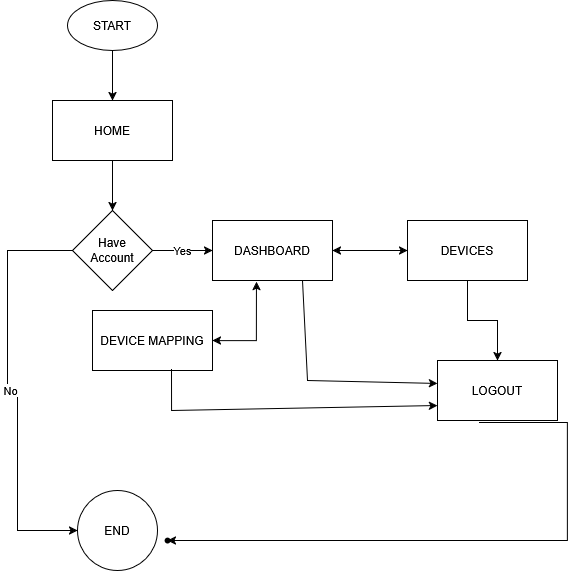 START
HOME
Have
Account
Yes
DASHBOARD
DEVICES
DEVICE MAPPING
LOGOUT
No
END